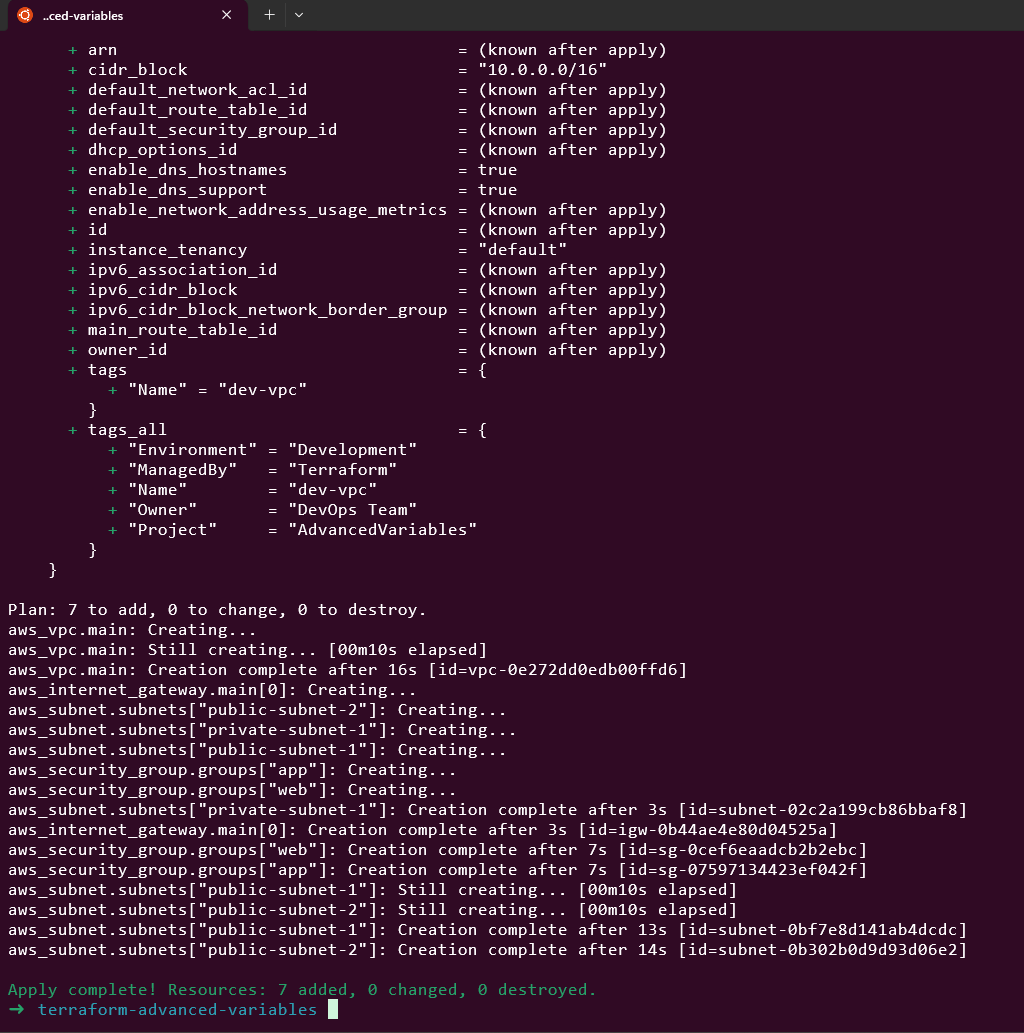 ..ced-variables
+ arn = (known after apply)
+ cidr_block = "10.0.0.0/16"
+ default_network_acl_id = (known after apply)
+ default_route_table_id = (known after apply)
+ default_security_group_id = (known after apply)
+ dhcp_options_id = (known after apply)
+ enable_dns_hostnames = true
+ enable_dns_support = true
+ enable_network_address_usage_metrics = (known after apply)
+ id = (known after apply)
+ instance_tenancy = "default"
+ ipv6_association_id = (known after apply)
+ ipv6_cidr_block = (known after apply)
+ ipv6_cidr_block_network_border_group = (known after apply)
+ main_route_table_id = (known after apply)
+ owner_id = (known after apply)
+ tags = {
+ "Name" = "dev-vpc"
}
+ tags_all = {
+ "Environment" = "Development"
+ "ManagedBy" = "Terraform"
+ "Name" = "dev-vpc"
+ "Owner" = "DevOps Team"
+ "Project" = "AdvancedVariables"
}
}
Plan: 7 to add, 0 to change, 0 to destroy.
aws_vpc.main: Creating...
aws_vpc.main: Still creating... [00m10s elapsed]
aws_vpc.main: Creation complete after 16s [id=vpc-0e272dd0edb00ffd6]
aws_internet_gateway.main[0]: Creating...
aws_subnet.subnets["public-subnet-2"]: Creating...
aws_subnet.subnets["private-subnet-1"]: Creating...
aws_subnet.subnets["public-subnet-1"]: Creating...
aws_security_group.groups["app"]: Creating...
aws_security_group.groups["web"]: Creating...
aws_subnet.subnets["private-subnet-1"]: Creation complete after 3s [id=subnet-02c2a199cb86bbaf8]
aws_internet_gateway.main[0]: Creation complete after 3s [id=igw-0b44ae4e80d04525a]
aws_security_group.groups["web"]: Creation complete after 7s [id=sg-0cef6eaadcb2b2ebc]
aws_security_group.groups["app"]: Creation complete after 7s [id=sg-07597134423ef042f]
aws_subnet.subnets["public-subnet-1"]: Still creating... [00m10s elapsed]
aws_subnet.subnets["public-subnet-2"]: Still creating... [00m10s elapsed]
aws_subnet.subnets["public-subnet-1"]: Creation complete after 13s [id=subnet-0bf7e8d141ab4dcdc]
aws_subnet.subnets["public-subnet-2"]: Creation complete after 14s [id=subnet-0b302b0d9d93d06e2]
Apply complete! Resources: 7 added, 0 changed, 0 destroyed.
→ terraform-advanced-variables